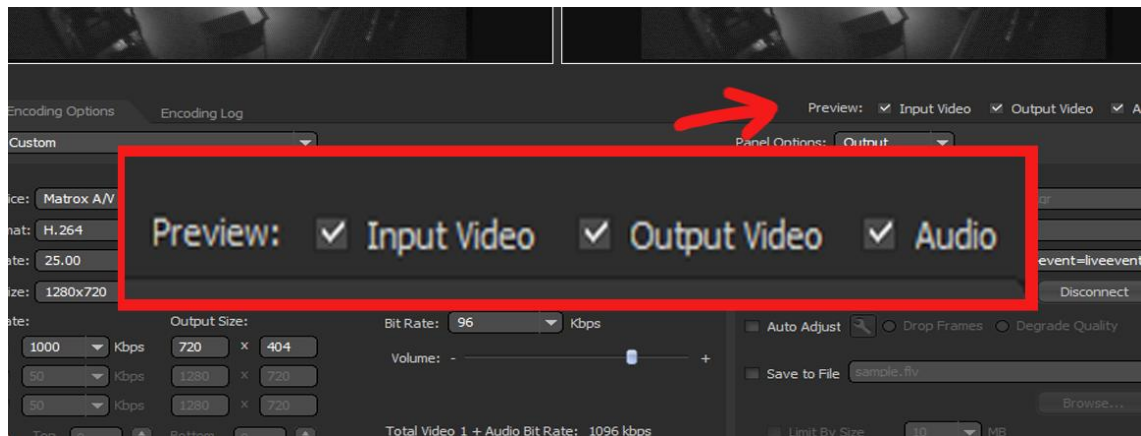 Encoding Options Encoding Log Preview: Input Video Output Video A
Custom Panel Options: Output
Preview: Input Video Output Video Audio
ice: Matrox A/V
mat: H.264
ate: 25.00 event=liveevent
ize: 1280x720 Disconnect
ate: Output Size: Bit Rate: 96 Kbps Auto Adjust Drop Frames Degrade Quality
1000 Kbps 720 x 404 Volume: - +
50 Kbps 1280 x 720 Save to File sample.flv
50 Kbps 1280 x 720 Browse...
Total Video 1 + Audio Bit Rate: 1096 kbps Limit By Size 10 MB